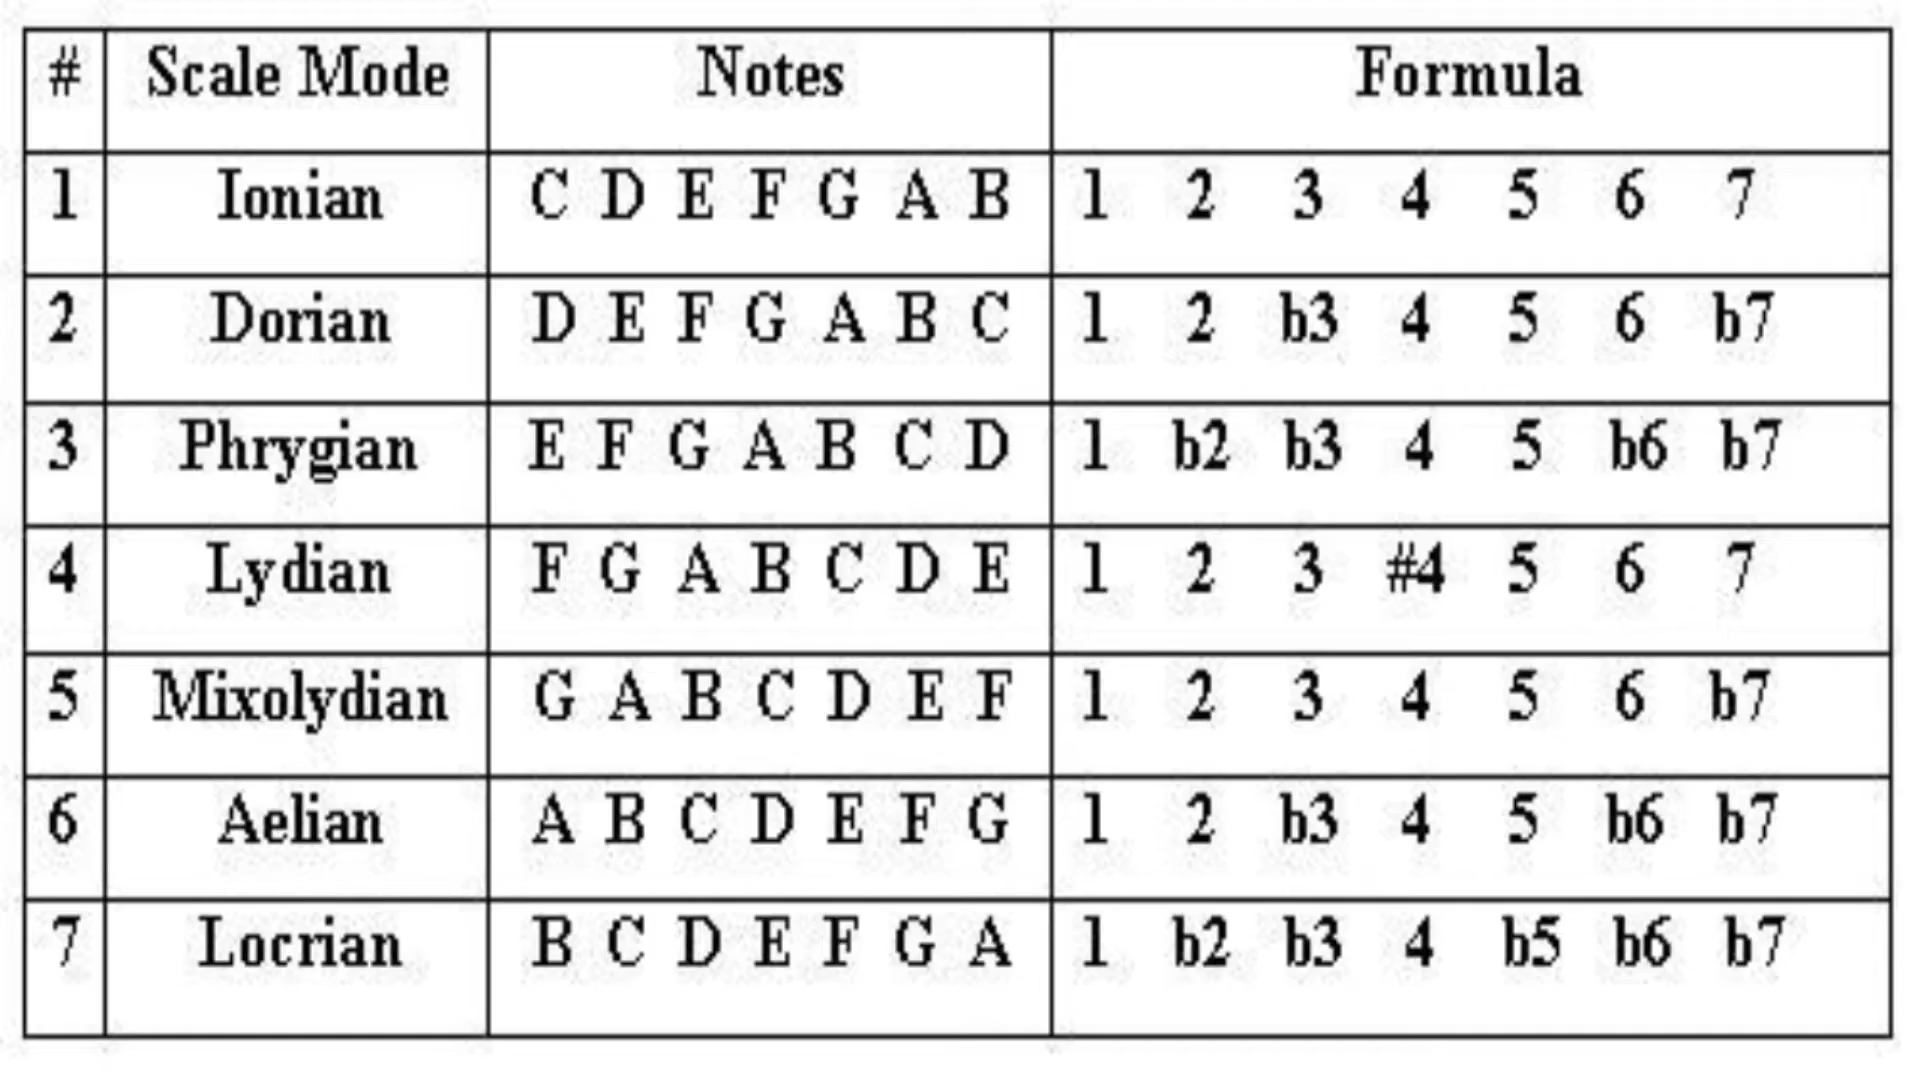 # Scale Mode Notes Formula
1 Ionian C D E F G A B 1 2 3 4 5 6 7
2 Dorian D E F G A B C 1 2 b3 4 5 6 b7
3 Phrygian E F G A B C D 1 b2 b3 4 5 b6 b7
4 Lydian F G A B C D E 1 2 3 #4 5 6 7
5 Mixolydian G A B C D E F 1 2 3 4 5 6 b7
6 Aelian A B C D E F G 1 2 b3 4 5 b6 b7
7 Locrian B C D E F G A 1 b2 b3 4 b5 b6 b7